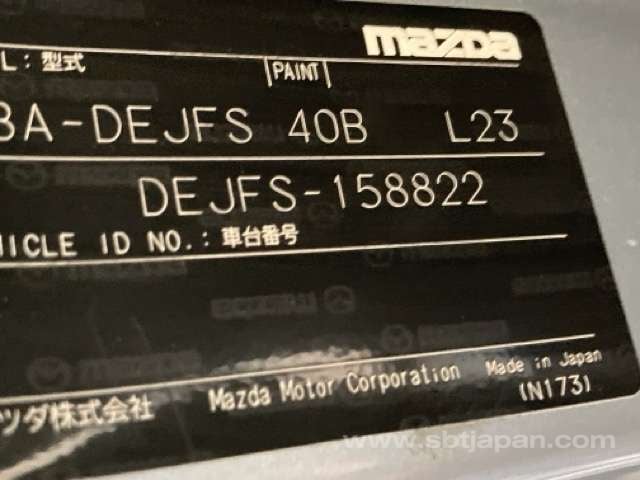 mazda
L: 型式 PAINT
BA-DEJFS 40B L23
DEJFS-158822
HICLE ID NO.: 車台番号
ツダ株式会社 Mazda Motor Corporation Made in Japan
(N173)
www.sbtjapan.com